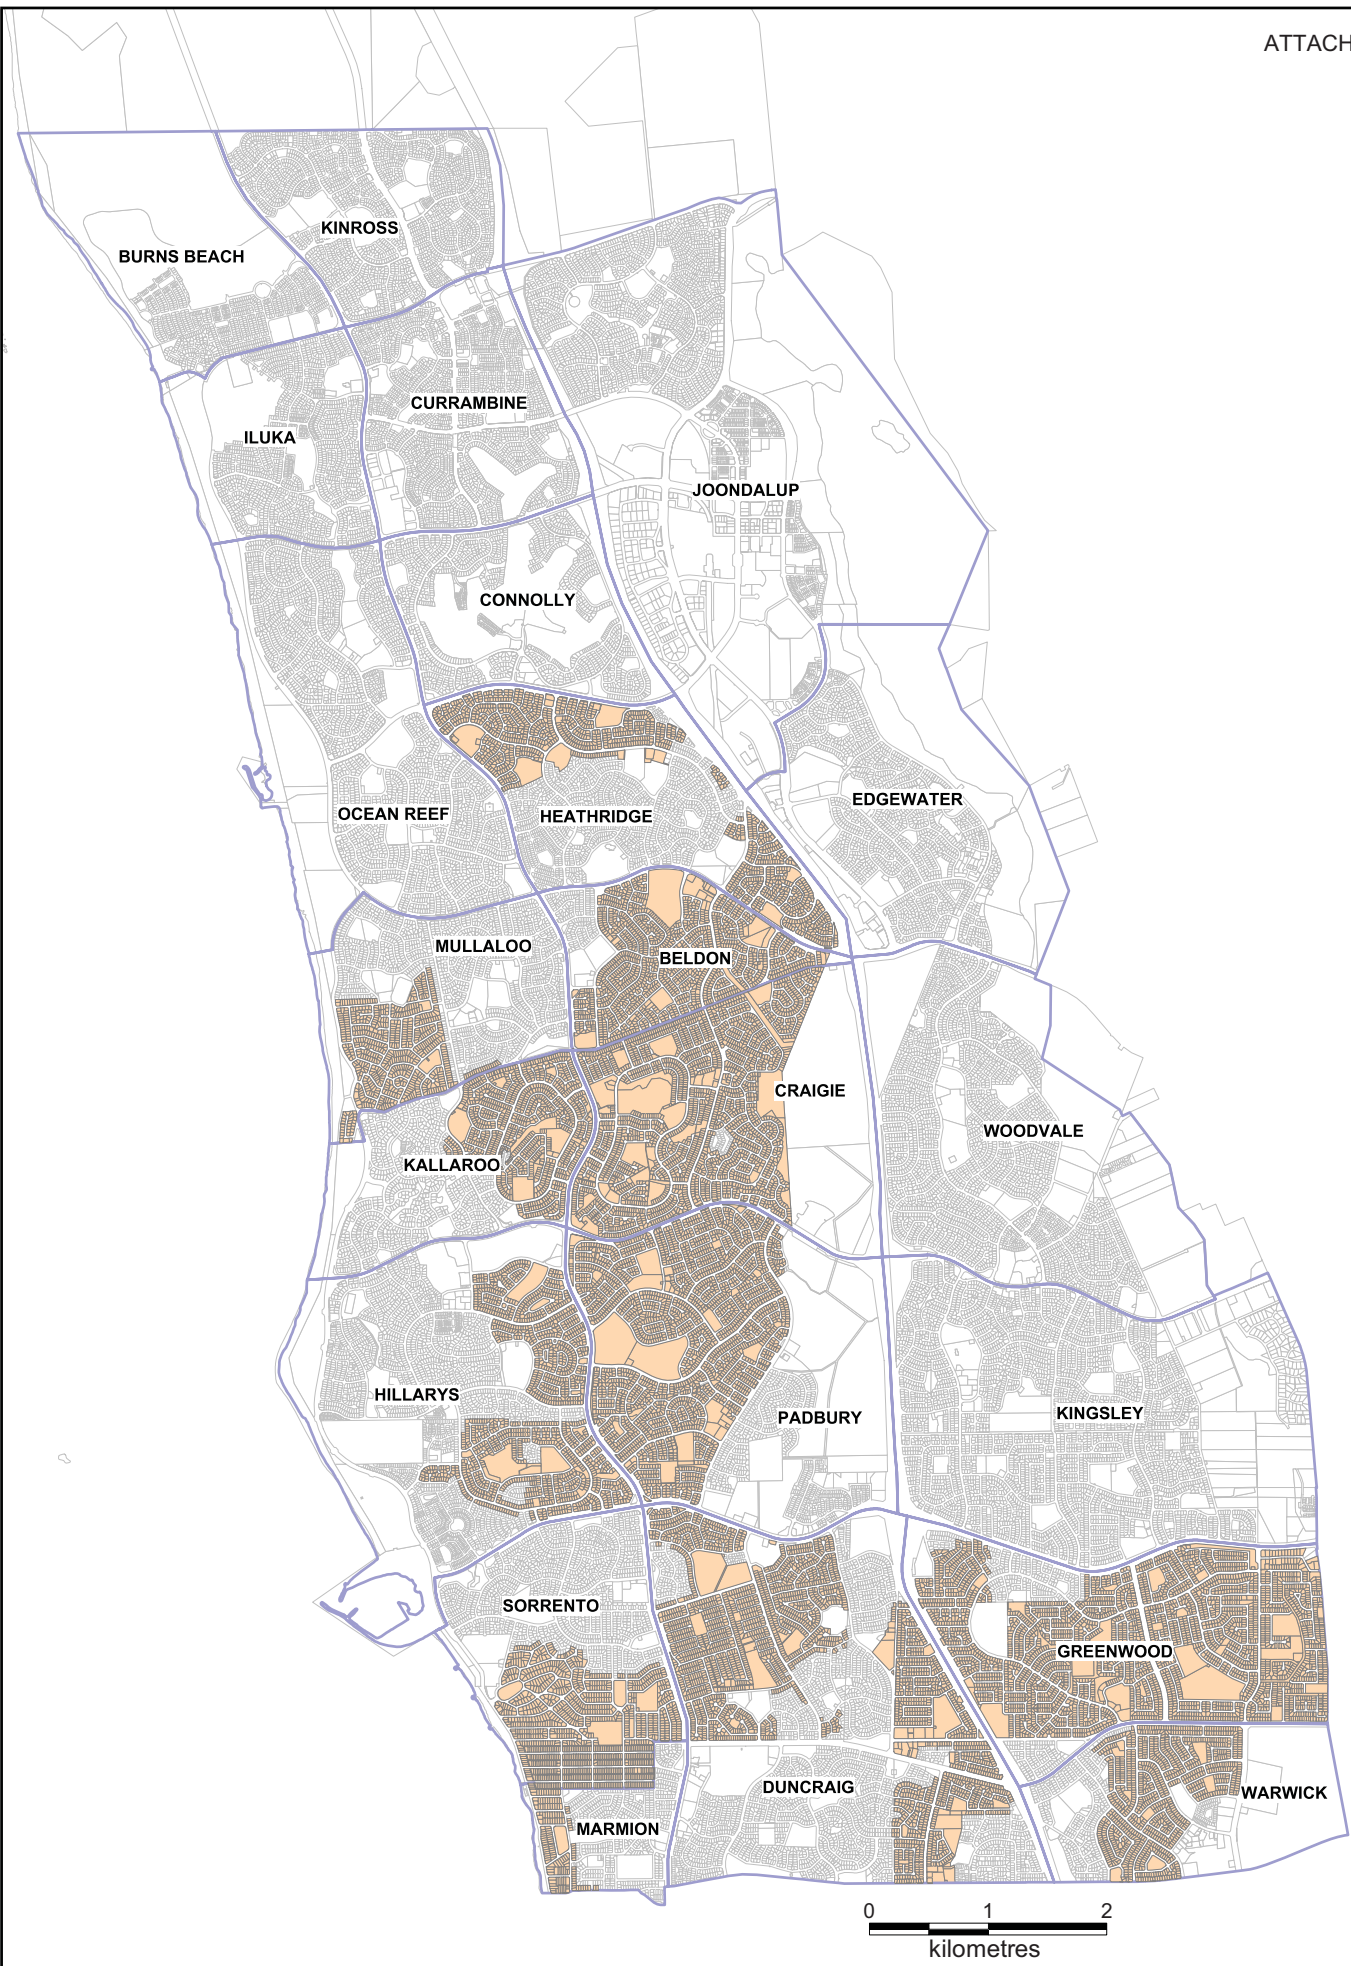 ATTACH
KINROSS
BURNS BEACH
CURRAMBINE
ILUKA
JOONDALUP
CONNOLLY
EDGEWATER
OCEAN REEF
HEATHRIDGE
MULLALOO
BELDON
CRAIGIE
WOODVALE
KALLAROO
HILLARYS
PADBURY
KINGSLEY
SORRENTO
GREENWOOD
DUNCRAIG
WARWICK
MARMION
0 1 2
kilometres